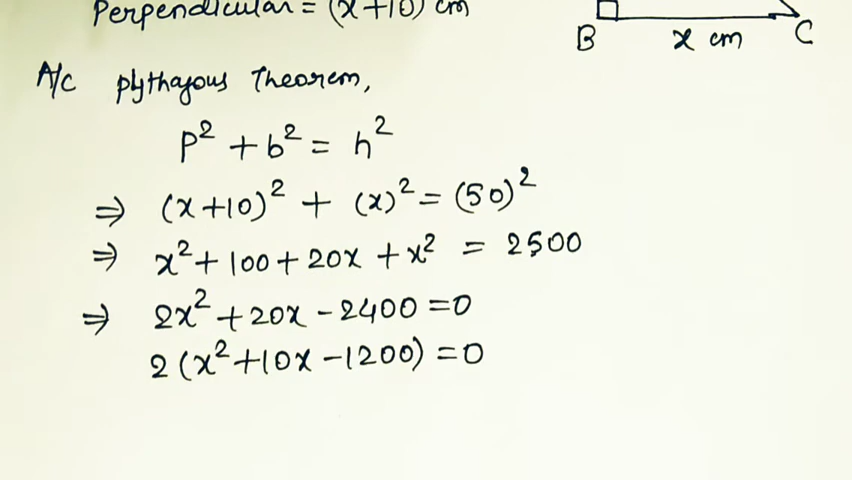 Perpendicular = (x+10) cm
B x cm C
A/c plythagous theorem,
p² + b² = h²
⇒ (x+10)² + (x)² = (50)²
⇒ x² + 100 + 20x + x² = 2500
⇒ 2x² + 20x - 2400 = 0
2 (x² + 10x - 1200) = 0